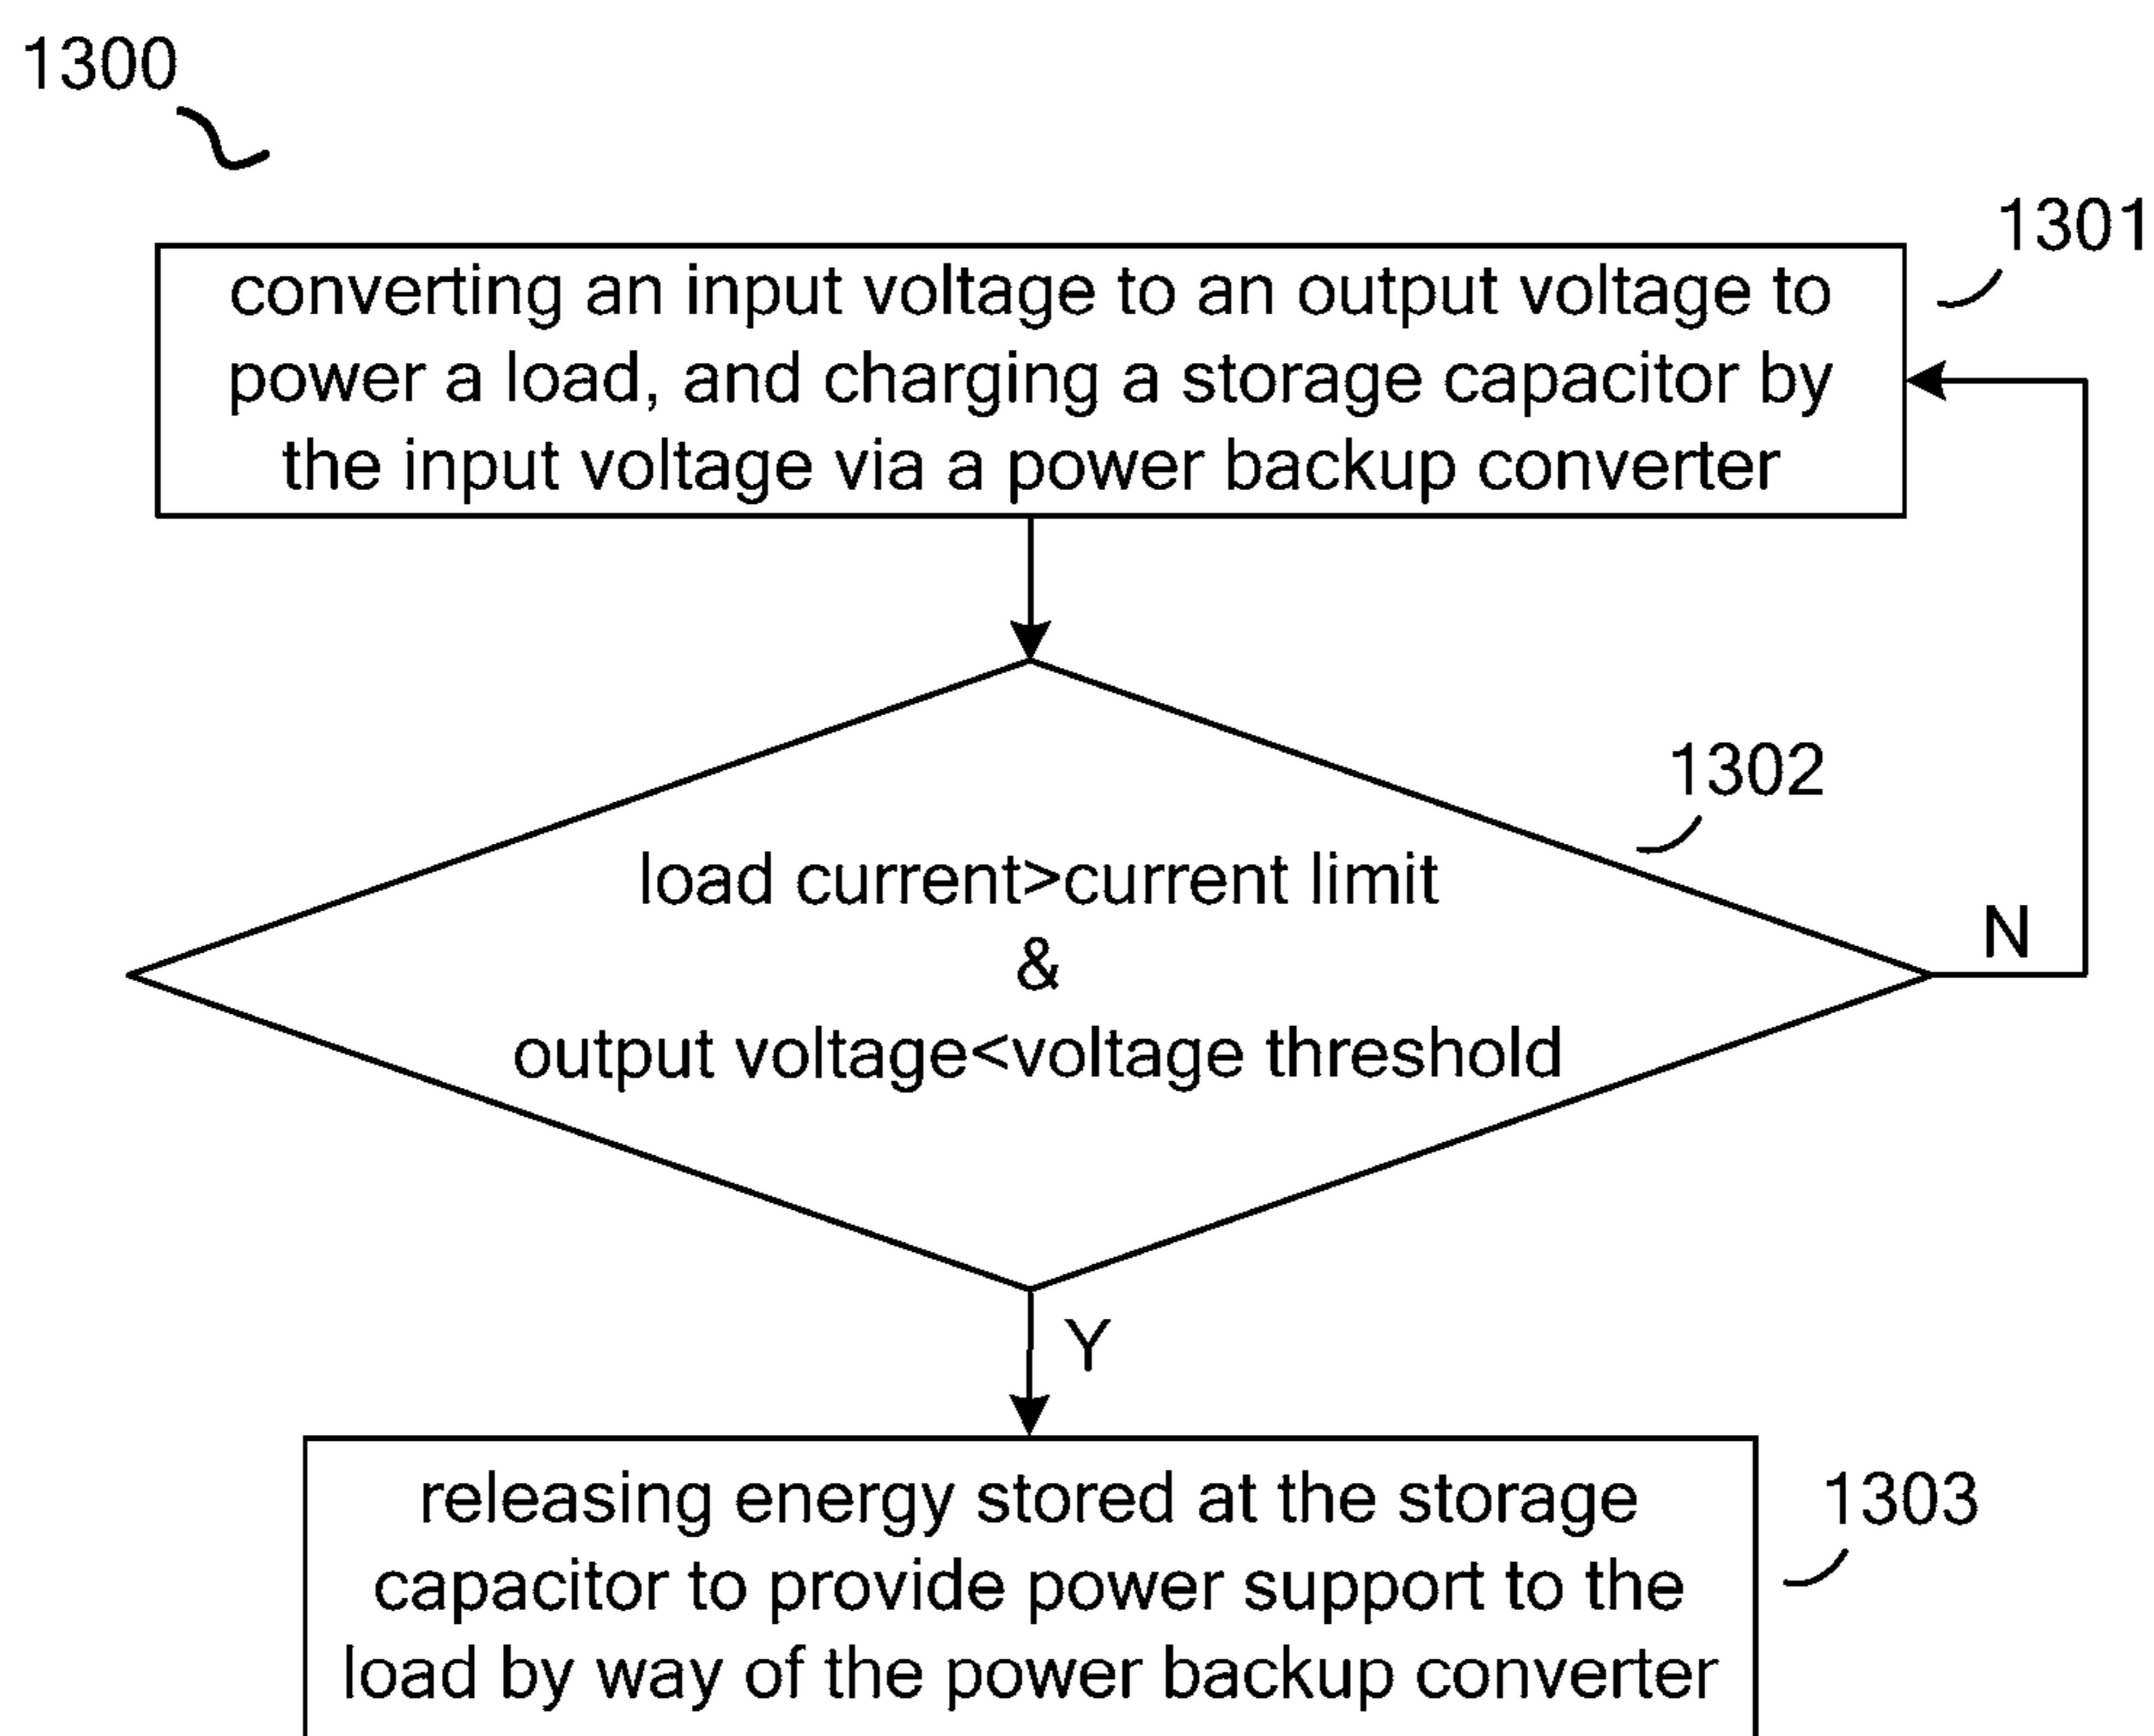 1300
1301
converting an input voltage to an output voltage to
power a load, and charging a storage capacitor by
the input voltage via a power backup converter
1302
load current>current limit
&
output voltage<voltage threshold
N
Y
1303
releasing energy stored at the storage
capacitor to provide power support to the
load by way of the power backup converter